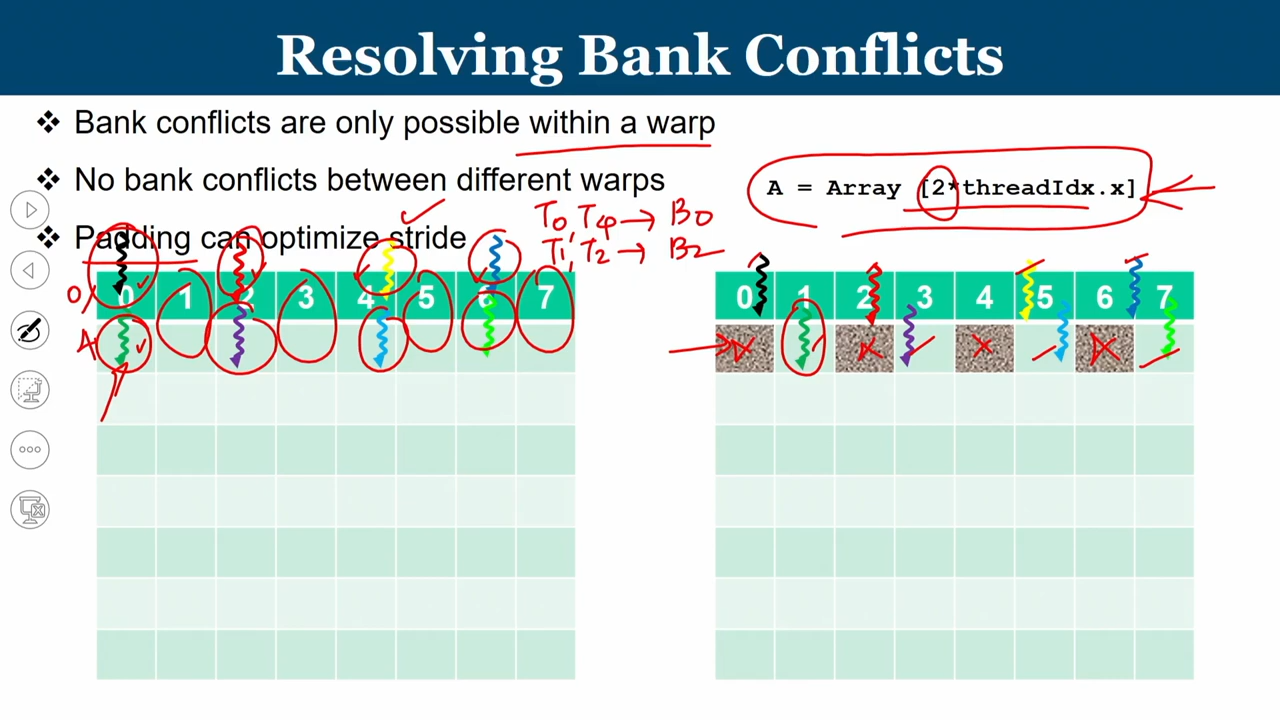 Resolving Bank Conflicts
❖ Bank conflicts are only possible within a warp
❖ No bank conflicts between different warps
A = Array [2*threadIdx.x]
T0, T4 → B0
❖ Padding can optimize stride
T1, T2 → B2
0 1 2 3 4 5 6 7
0 1 2 3 4 5 6 7
0,
4